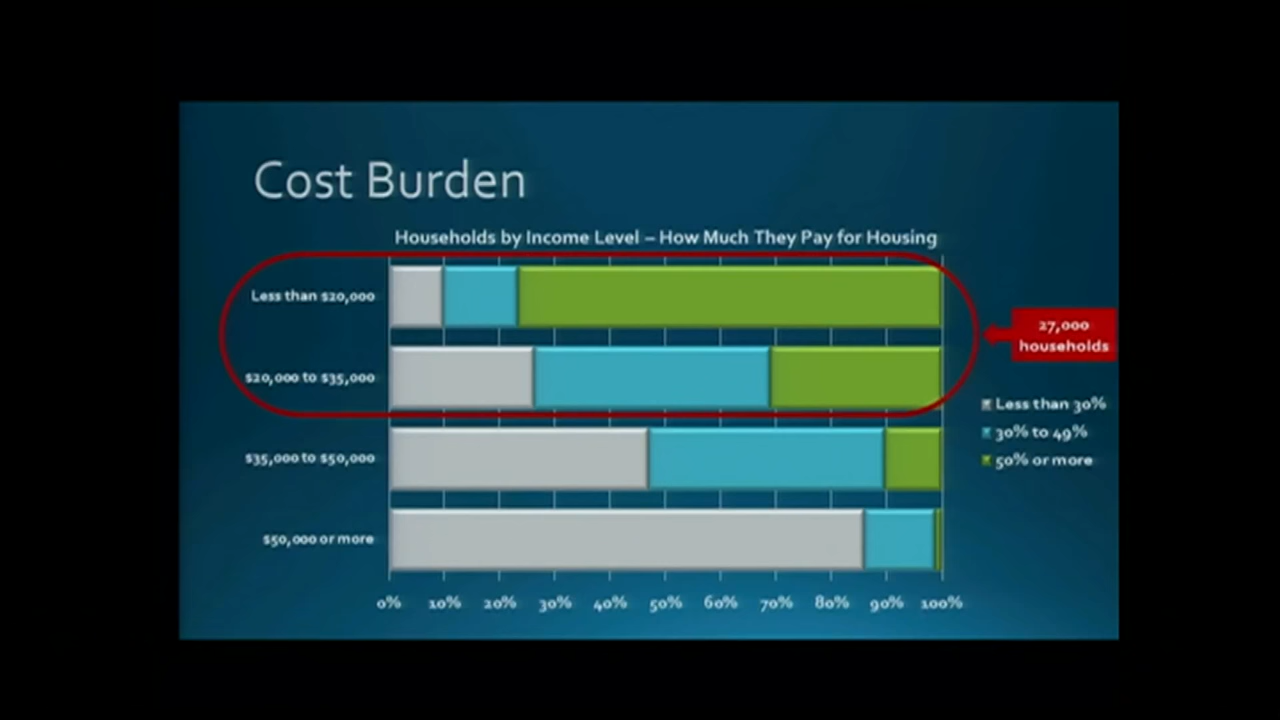 Cost Burden
Households by Income Level – How Much They Pay for Housing
Less than $20,000
$20,000 to $35,000
$35,000 to $50,000
$50,000 or more
0% 10% 20% 30% 40% 50% 60% 70% 80% 90% 100%
27,000
households
Less than 30%
30% to 49%
50% or more